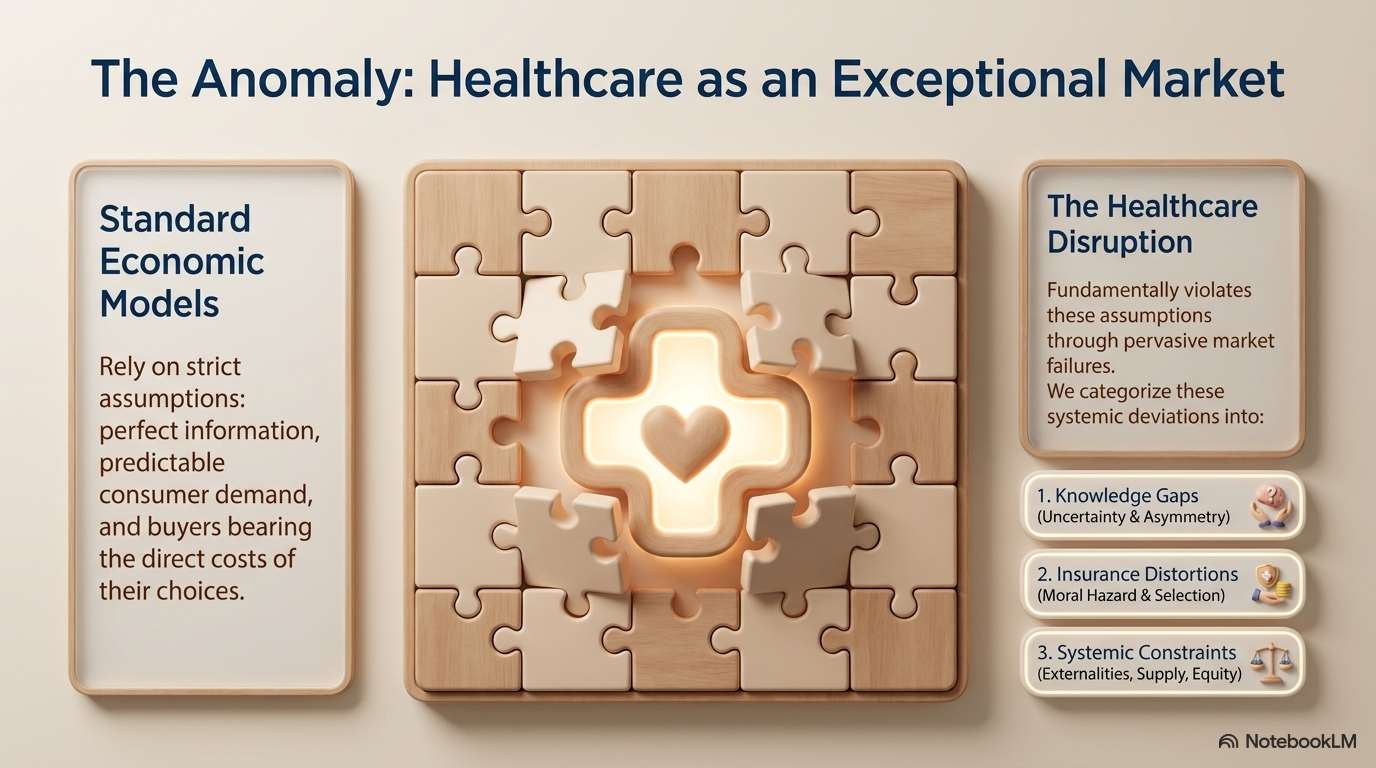 The Anomaly: Healthcare as an Exceptional Market
Standard
Economic
Models
Rely on strict
assumptions:
perfect information,
predictable
consumer demand,
and buyers bearing
the direct costs of
their choices.
The Healthcare
Disruption
Fundamentally violates
these assumptions
through pervasive market
failures.
We categorize these
systemic deviations into:
1. Knowledge Gaps
(Uncertainty & Asymmetry)
2. Insurance Distortions
(Moral Hazard & Selection)
3. Systemic Constraints
(Externalities, Supply, Equity)
NotebookLM